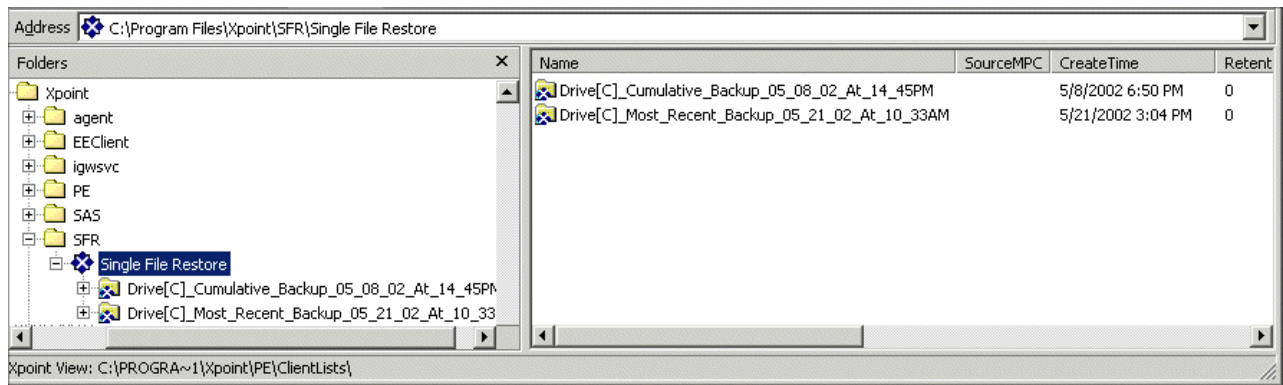 Address C:\Program Files\Xpoint\SFR\Single File Restore
Folders
Xpoint
agent
EEClient
igwsvc
PE
SAS
SFR
Single File Restore
Drive[C]_Cumulative_Backup_05_08_02_At_14_45PM
Drive[C]_Most_Recent_Backup_05_21_02_At_10_33
Name SourceMPC CreateTime Retent
Drive[C]_Cumulative_Backup_05_08_02_At_14_45PM 5/8/2002 6:50 PM 0
Drive[C]_Most_Recent_Backup_05_21_02_At_10_33AM 5/21/2002 3:04 PM 0
Xpoint View: C:\PROGRA~1\Xpoint\PE\ClientLists\